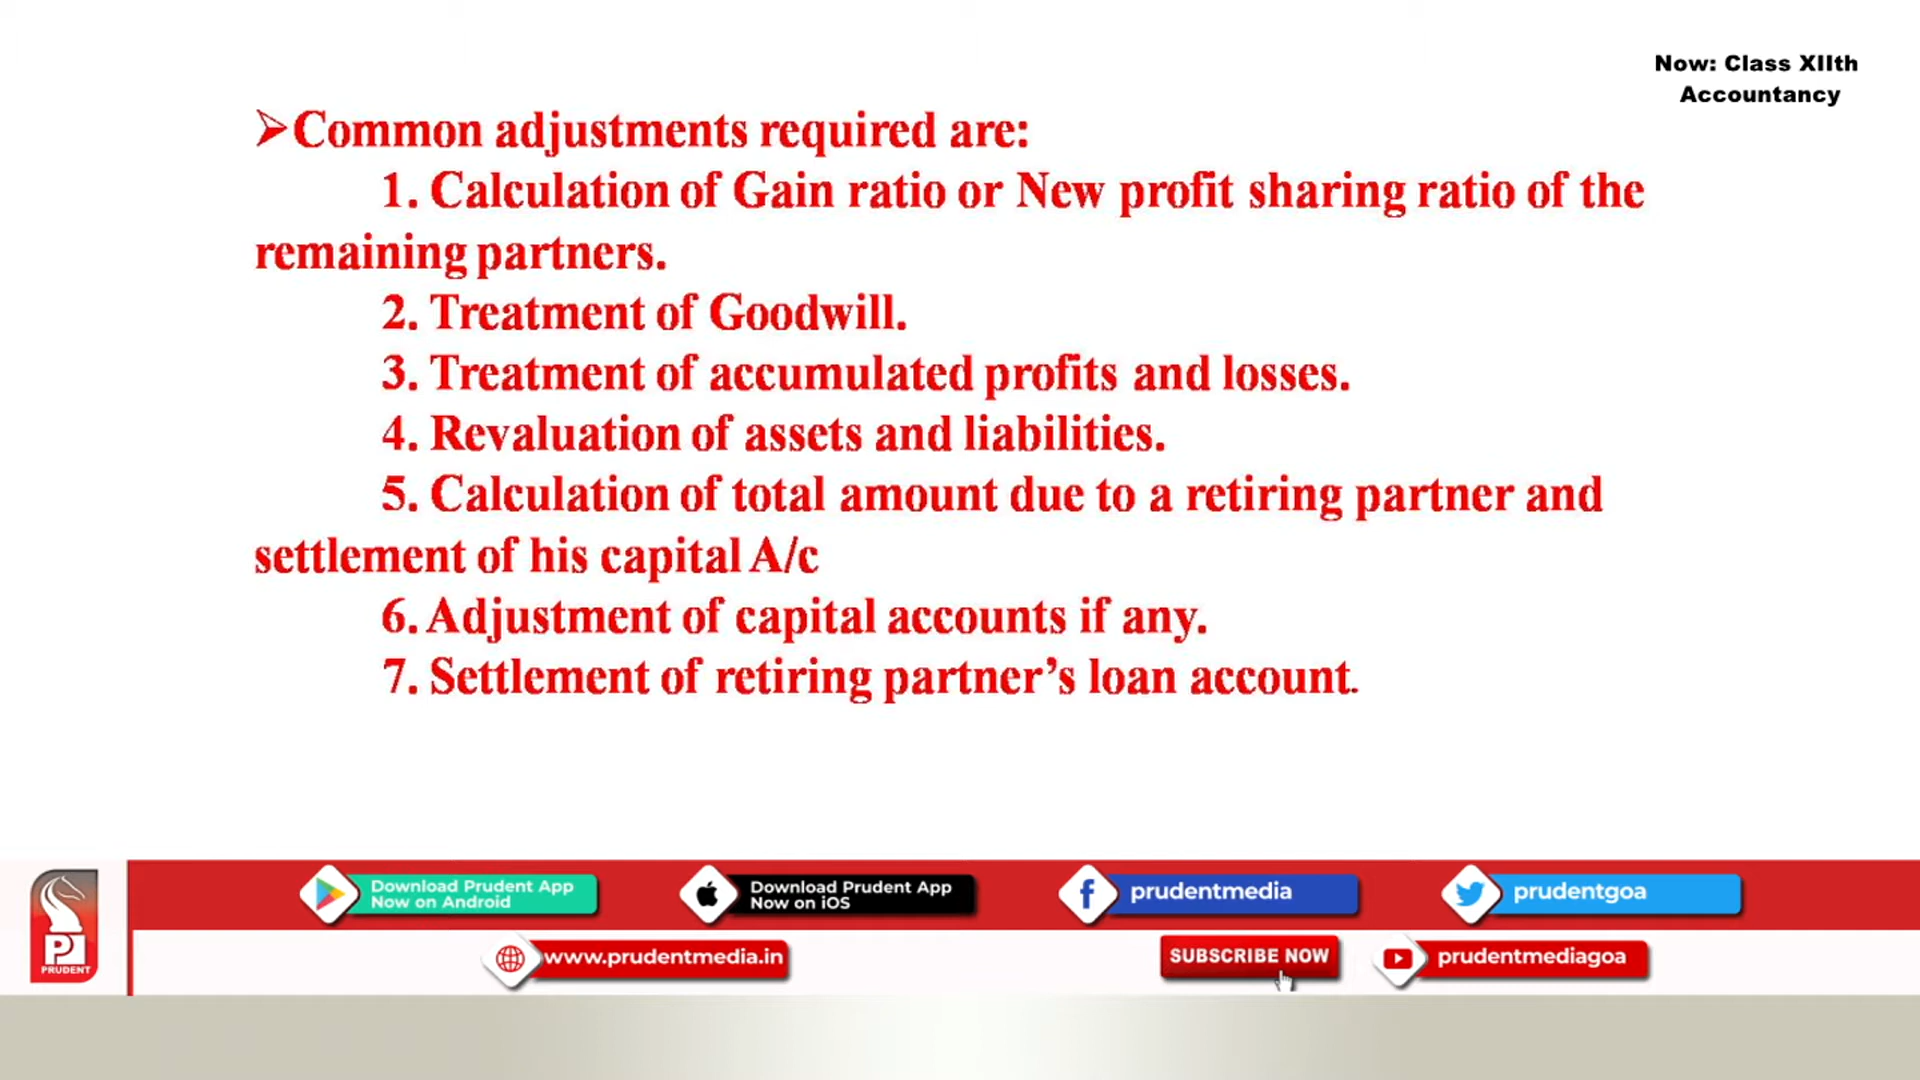 Now: Class XIIth
Accountancy
➢Common adjustments required are:
1. Calculation of Gain ratio or New profit sharing ratio of the
remaining partners.
2. Treatment of Goodwill.
3. Treatment of accumulated profits and losses.
4. Revaluation of assets and liabilities.
5. Calculation of total amount due to a retiring partner and
settlement of his capital A/c
6. Adjustment of capital accounts if any.
7. Settlement of retiring partner’s loan account.
Download Prudent App
Now on Android
Download Prudent App
Now on iOS
prudentmedia
prudentgoa
PRUDENT
www.prudentmedia.in
SUBSCRIBE NOW
prudentmediagoa